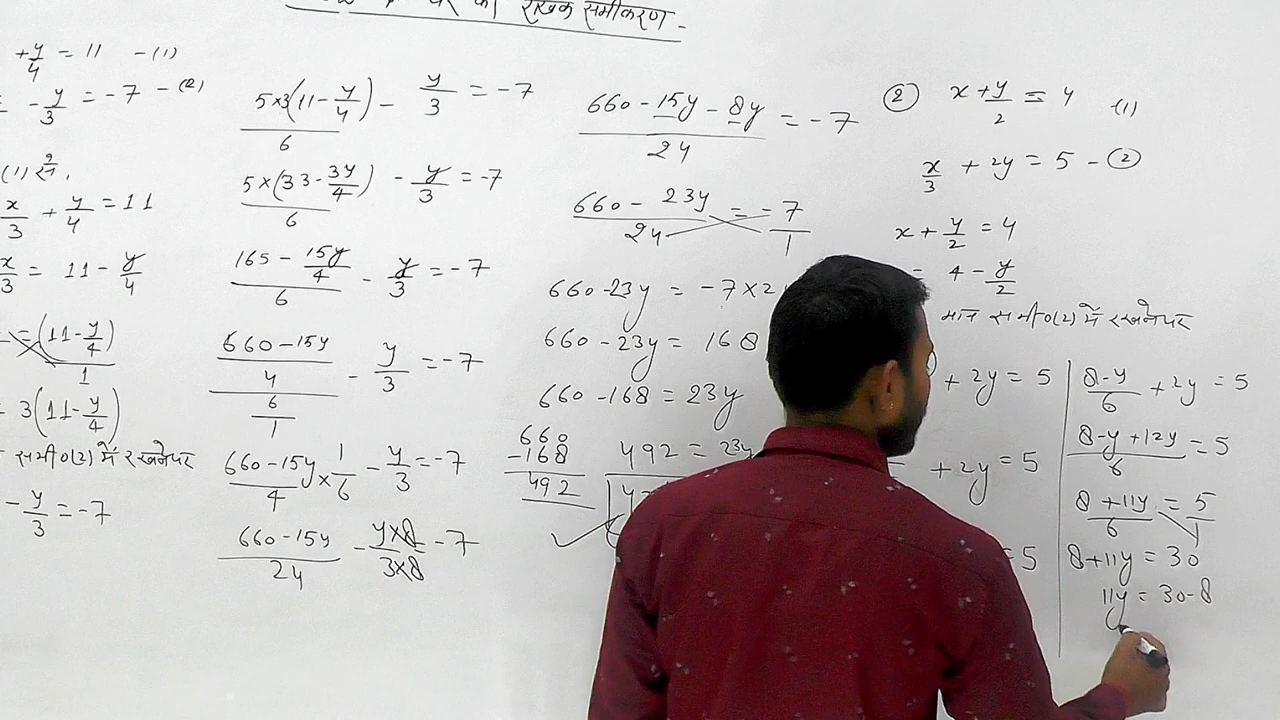 चर का रैखिक समीकरण -
+ y/4 = 11 - (1)
- y/3 = -7 - (2)
(1) से,
x/3 + y/4 = 11
x/3 = 11 - y/4
= (11 - y/4)/1
= 3(11 - y/4)
समी0(2) में रखने पर
- y/3 = -7
5×3(11 - y/4)/6 - y/3 = -7
5×(33 - 3y/4)/6 - y/3 = -7
(165 - 15y/4)/6 - y/3 = -7
((660 - 15y)/4)/(6/1) - y/3 = -7
(660 - 15y)/4 × 1/6 - y/3 = -7
(660 - 15y)/24 - (y×8)/(3×8) = -7
(660 - 15y - 8y)/24 = -7
(660 - 23y)/24 = -7/1
660 - 23y = -7×2
660 - 23y = 168
660 - 168 = 23y
660
-168
492
492 = 23y
y =
② x + y/2 = 4 (1)
x/3 + 2y = 5 - ②
x + y/2 = 4
= 4 - y/2
मान समी0(2) में रखने पर
+ 2y = 5
+ 2y = 5
= 5
(8 - y)/6 + 2y = 5
(8 - y + 12y)/6 = 5
(8 + 11y)/6 = 5/1
8 + 11y = 30
11y = 30 - 8